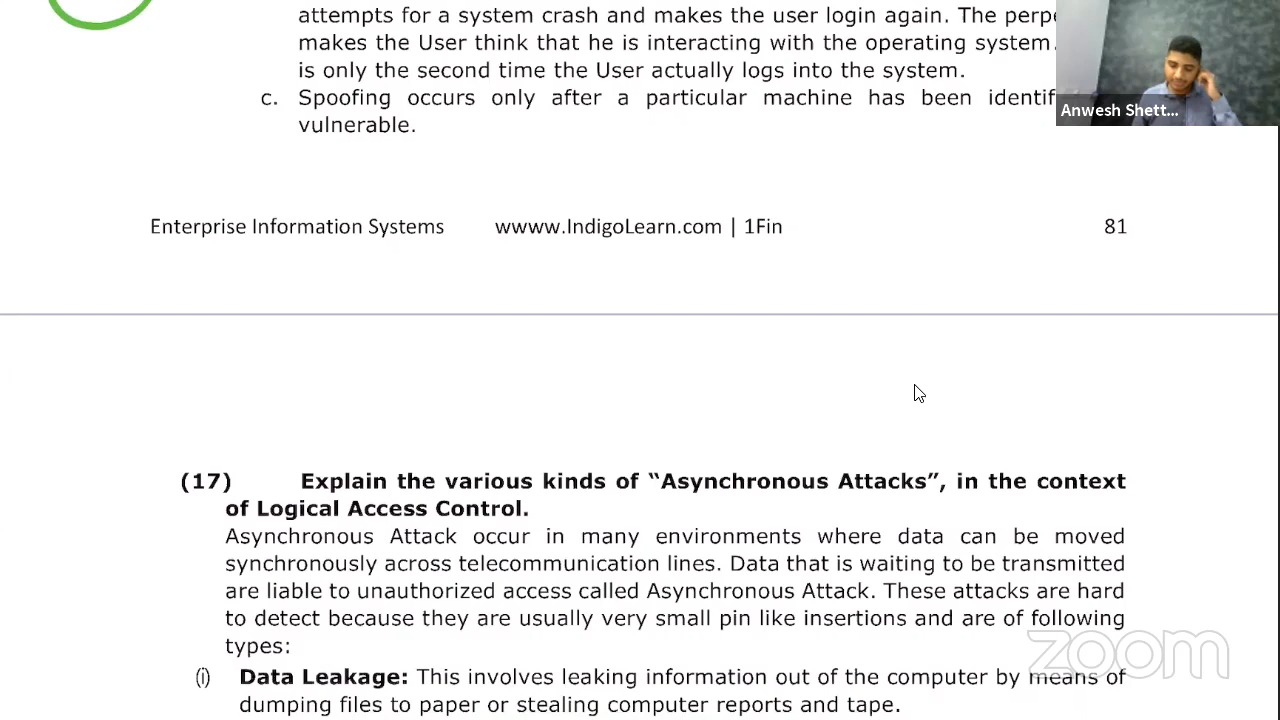 attempts for a system crash and makes the user login again. The
makes the User think that he is interacting with the operating system.
is only the second time the User actually logs into the system.
c. Spoofing occurs only after a particular machine has been
vulnerable.
Anwesh Shett...
Enterprise Information Systems wwww.IndigoLearn.com | 1Fin 81
(17) Explain the various kinds of “Asynchronous Attacks”, in the context
of Logical Access Control.
Asynchronous Attack occur in many environments where data can be moved
synchronously across telecommunication lines. Data that is waiting to be transmitted
are liable to unauthorized access called Asynchronous Attack. These attacks are hard
to detect because they are usually very small pin like insertions and are of following
types:
zoom
(i) Data Leakage: This involves leaking information out of the computer by means of
dumping files to paper or stealing computer reports and tape.